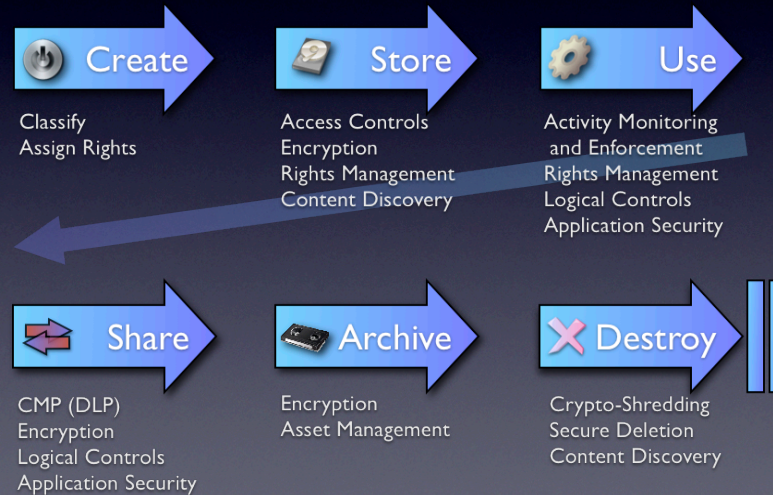 Create
Classify
Assign Rights
Store
Access Controls
Encryption
Rights Management
Content Discovery
Use
Activity Monitoring
and Enforcement
Rights Management
Logical Controls
Application Security
Share
CMP (DLP)
Encryption
Logical Controls
Application Security
Archive
Encryption
Asset Management
Destroy
Crypto-Shredding
Secure Deletion
Content Discovery